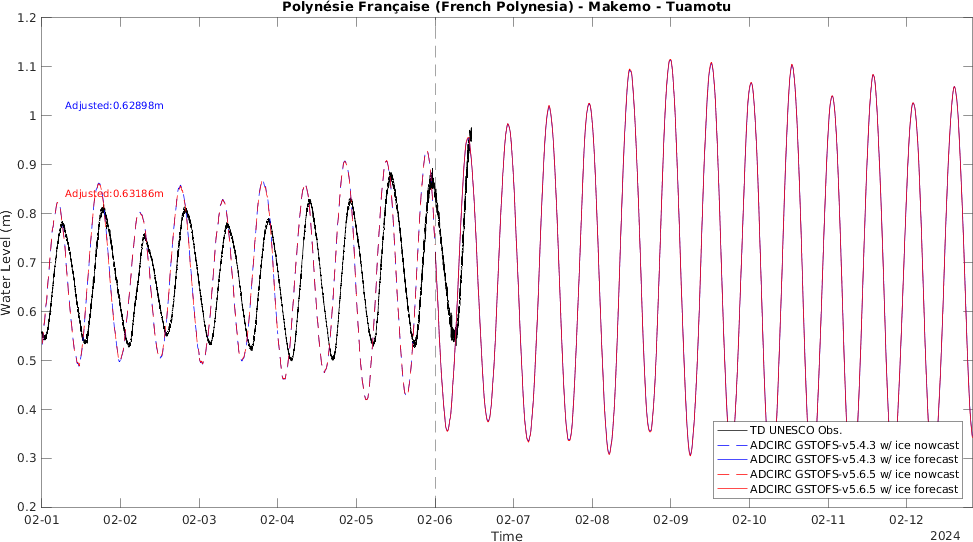 Polynésie Française (French Polynesia) - Makemo - Tuamotu
1.2
1.1
1
0.9
0.8
0.7
0.6
0.5
0.4
0.3
0.2
Water Level (m)
Adjusted:0.62898m
Adjusted:0.63186m
TD UNESCO Obs.
ADCIRC GSTOFS-v5.4.3 w/ ice nowcast
ADCIRC GSTOFS-v5.4.3 w/ ice forecast
ADCIRC GSTOFS-v5.6.5 w/ ice nowcast
ADCIRC GSTOFS-v5.6.5 w/ ice forecast
02-01 02-02 02-03 02-04 02-05 02-06 02-07 02-08 02-09 02-10 02-11 02-12
Time
2024